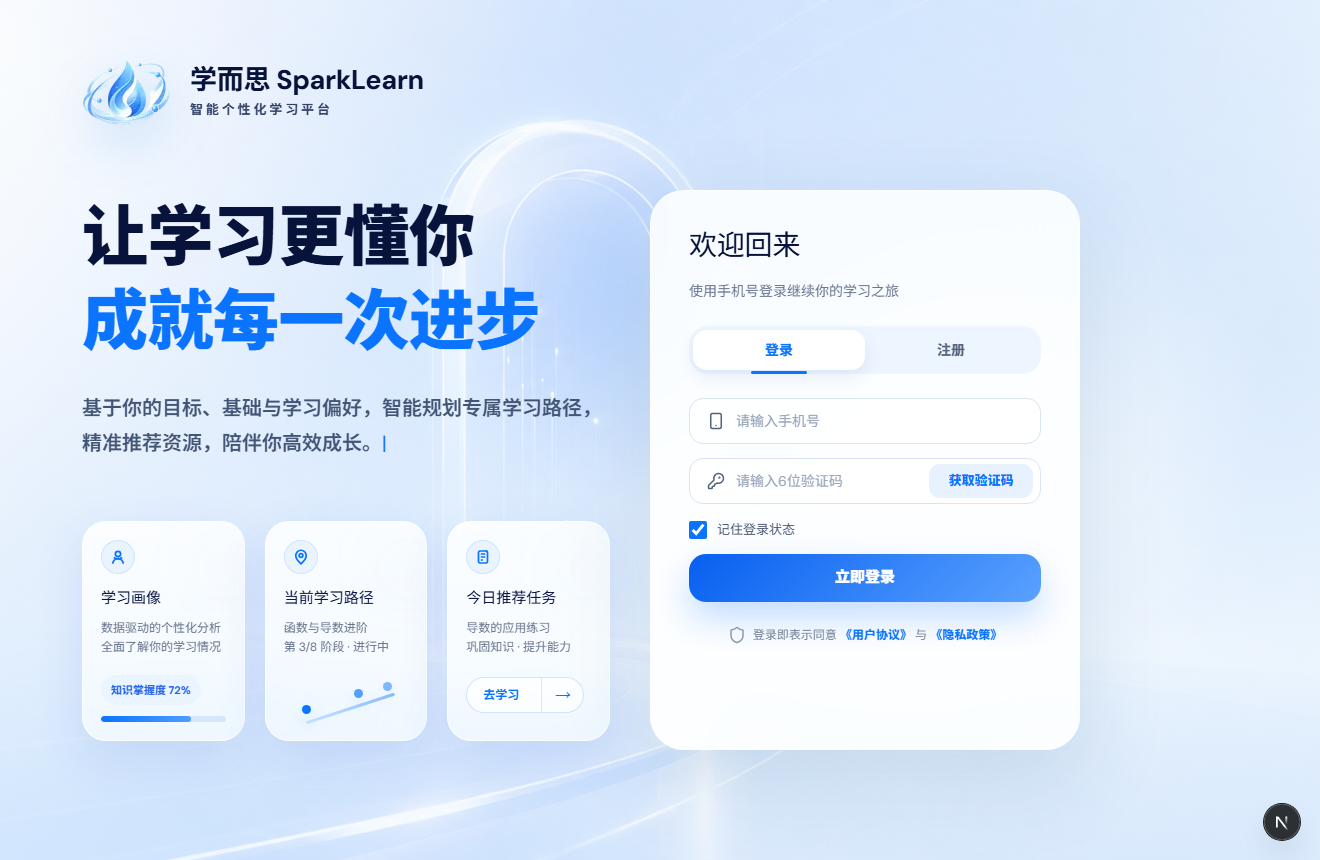 学而思 SparkLearn
智能个性化学习平台
让学习更懂你
成就每一次进步
基于你的目标、基础与学习偏好，智能规划专属学习路径，
精准推荐资源，陪伴你高效成长。|
学习画像
数据驱动的个性化分析
全面了解你的学习情况
知识掌握度 72%
当前学习路径
函数与导数进阶
第 3/8 阶段 · 进行中
今日推荐任务
导数的应用练习
巩固知识 · 提升能力
去学习 →
欢迎回来
使用手机号登录继续你的学习之旅
登录 注册
请输入手机号
请输入6位验证码 获取验证码
记住登录状态
立即登录
登录即表示同意 《用户协议》 与 《隐私政策》
N